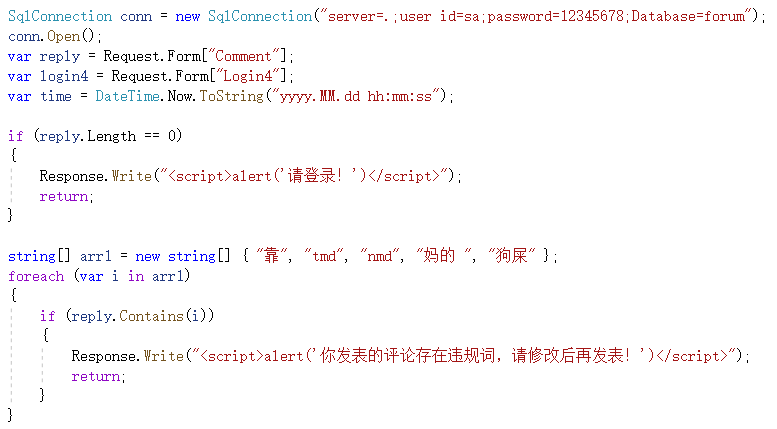 SqlConnection conn = new SqlConnection("server=.;user id=sa;password=12345678;Database=forum");
conn.Open();
var reply = Request.Form["Comment"];
var login4 = Request.Form["Login4"];
var time = DateTime.Now.ToString("yyyy.MM.dd hh:mm:ss");

if (reply.Length == 0)
{
    Response.Write("<script>alert('请登录！')</script>");
    return;
}

string[] arr1 = new string[] { "靠", "tmd", "nmd", "妈的 ", "狗屎" };
foreach (var i in arr1)
{
    if (reply.Contains(i))
    {
        Response.Write("<script>alert('你发表的评论存在违规词，请修改后再发表！')</script>");
        return;
    }
}